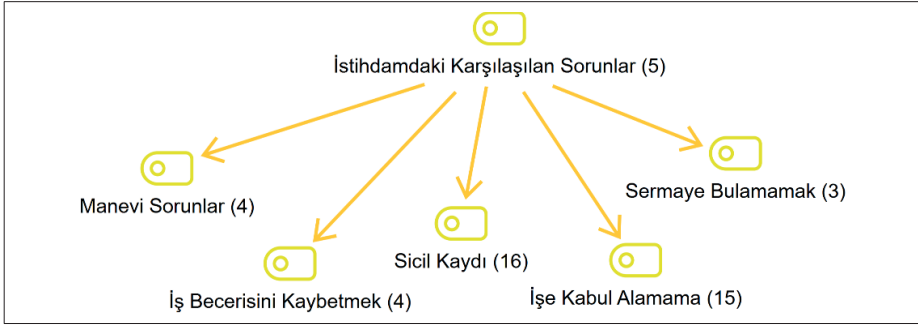 İstihdamdaki Karşılaşılan Sorunlar (5)
Manevi Sorunlar (4)
İş Becerisini Kaybetmek (4)
Sicil Kaydı (16)
İşe Kabul Alamama (15)
Sermaye Bulamamak (3)